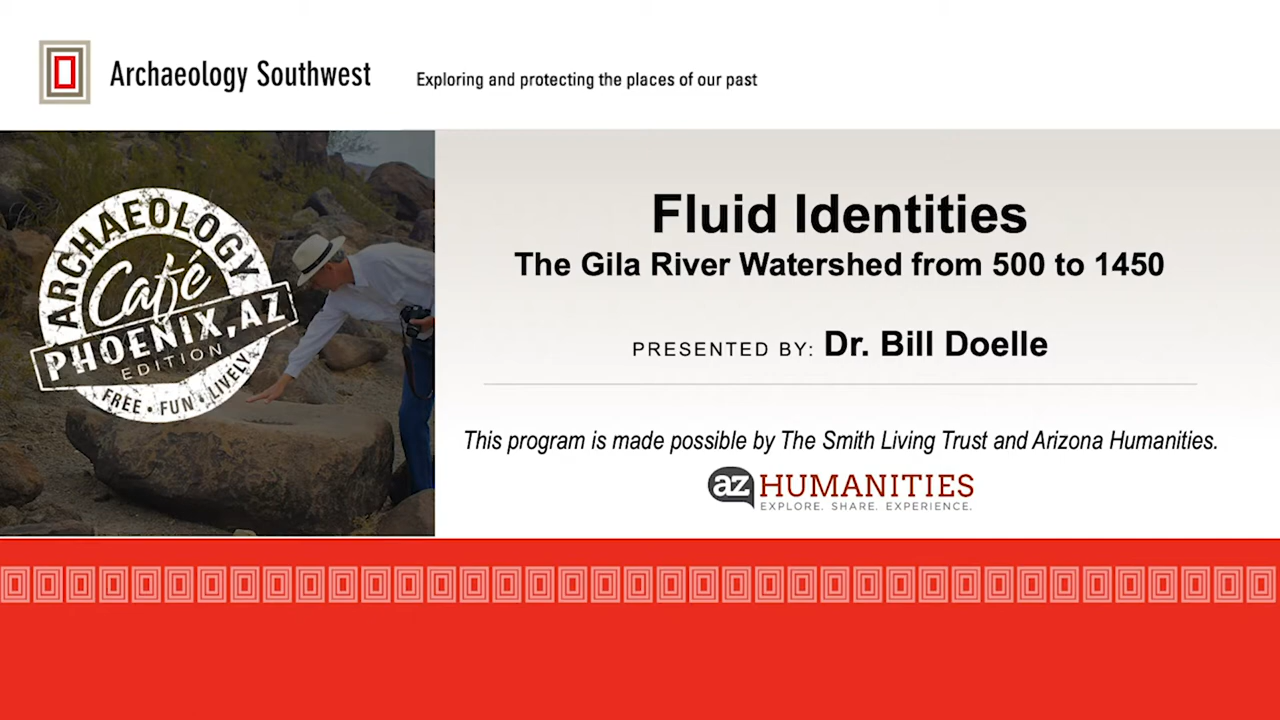 Archaeology Southwest
Exploring and protecting the places of our past
ARCHAEOLOGY
Café
PHOENIX, AZ
EDITION
FREE • FUN • LIVELY
Fluid Identities
The Gila River Watershed from 500 to 1450
PRESENTED BY: Dr. Bill Doelle
This program is made possible by The Smith Living Trust and Arizona Humanities.
az HUMANITIES
EXPLORE. SHARE. EXPERIENCE.